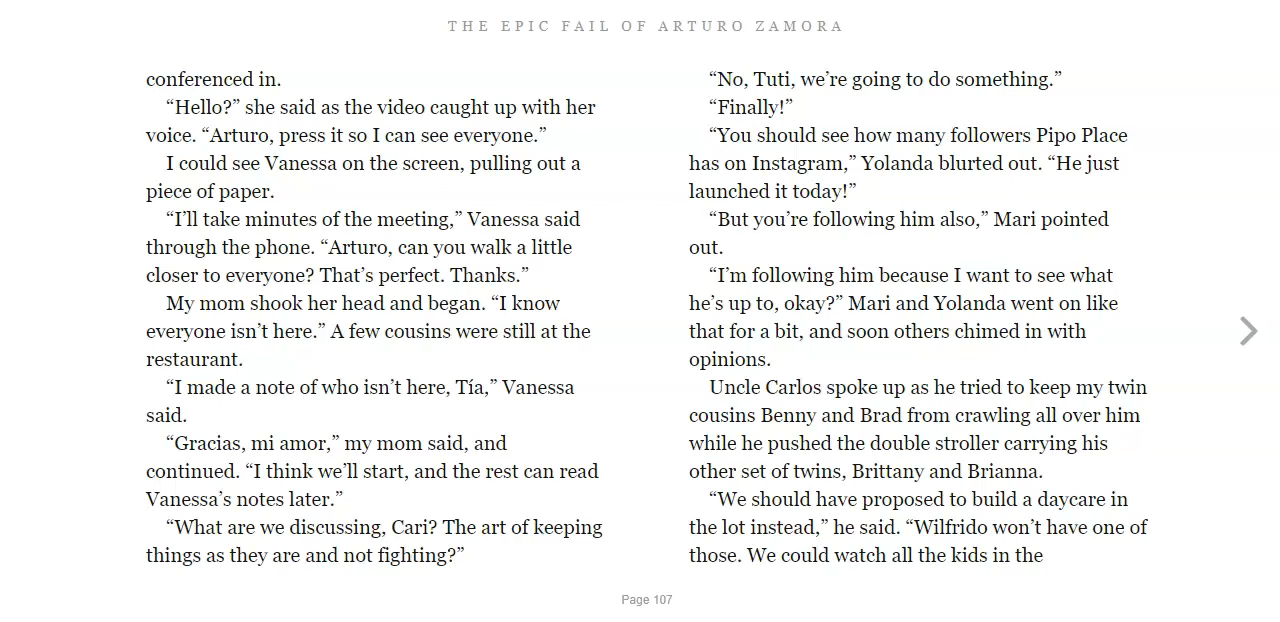 THE EPIC FAIL OF ARTURO ZAMORA
conferenced in.
“Hello?” she said as the video caught up with her
voice. “Arturo, press it so I can see everyone.”
I could see Vanessa on the screen, pulling out a
piece of paper.
“I’ll take minutes of the meeting,” Vanessa said
through the phone. “Arturo, can you walk a little
closer to everyone? That’s perfect. Thanks.”
My mom shook her head and began. “I know
everyone isn’t here.” A few cousins were still at the
restaurant.
“I made a note of who isn’t here, Tía,” Vanessa
said.
“Gracias, mi amor,” my mom said, and
continued. “I think we’ll start, and the rest can read
Vanessa’s notes later.”
“What are we discussing, Cari? The art of keeping
things as they are and not fighting?”
“No, Tuti, we’re going to do something.”
“Finally!”
“You should see how many followers Pipo Place
has on Instagram,” Yolanda blurted out. “He just
launched it today!”
“But you’re following him also,” Mari pointed
out.
“I’m following him because I want to see what
he’s up to, okay?” Mari and Yolanda went on like
that for a bit, and soon others chimed in with
opinions.
Uncle Carlos spoke up as he tried to keep my twin
cousins Benny and Brad from crawling all over him
while he pushed the double stroller carrying his
other set of twins, Brittany and Brianna.
“We should have proposed to build a daycare in
the lot instead,” he said. “Wilfrido won’t have one of
those. We could watch all the kids in the
Page 107